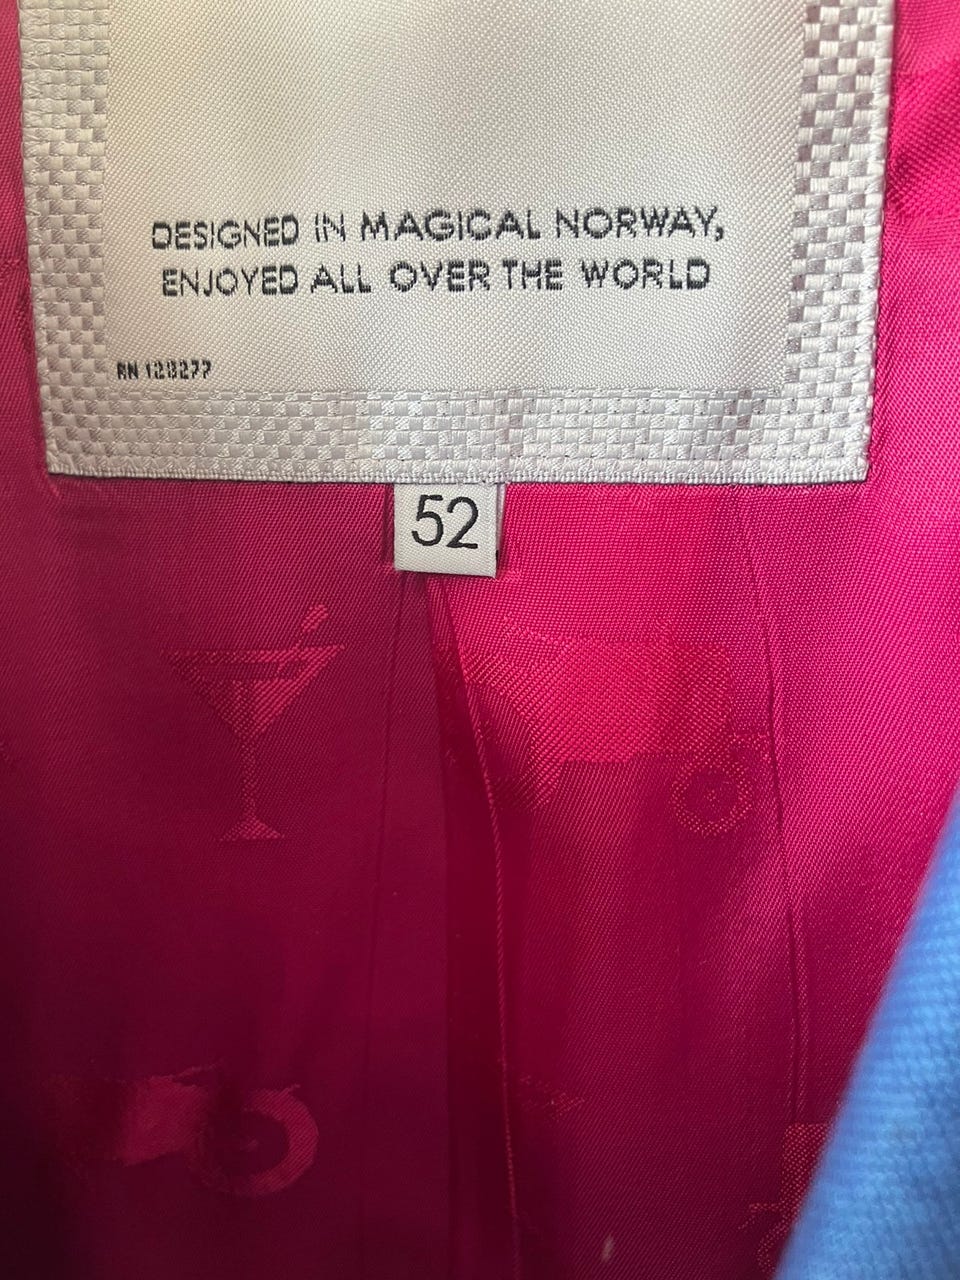 DESIGNED IN MAGICAL NORWAY,
ENJOYED ALL OVER THE WORLD
RN 128277
52